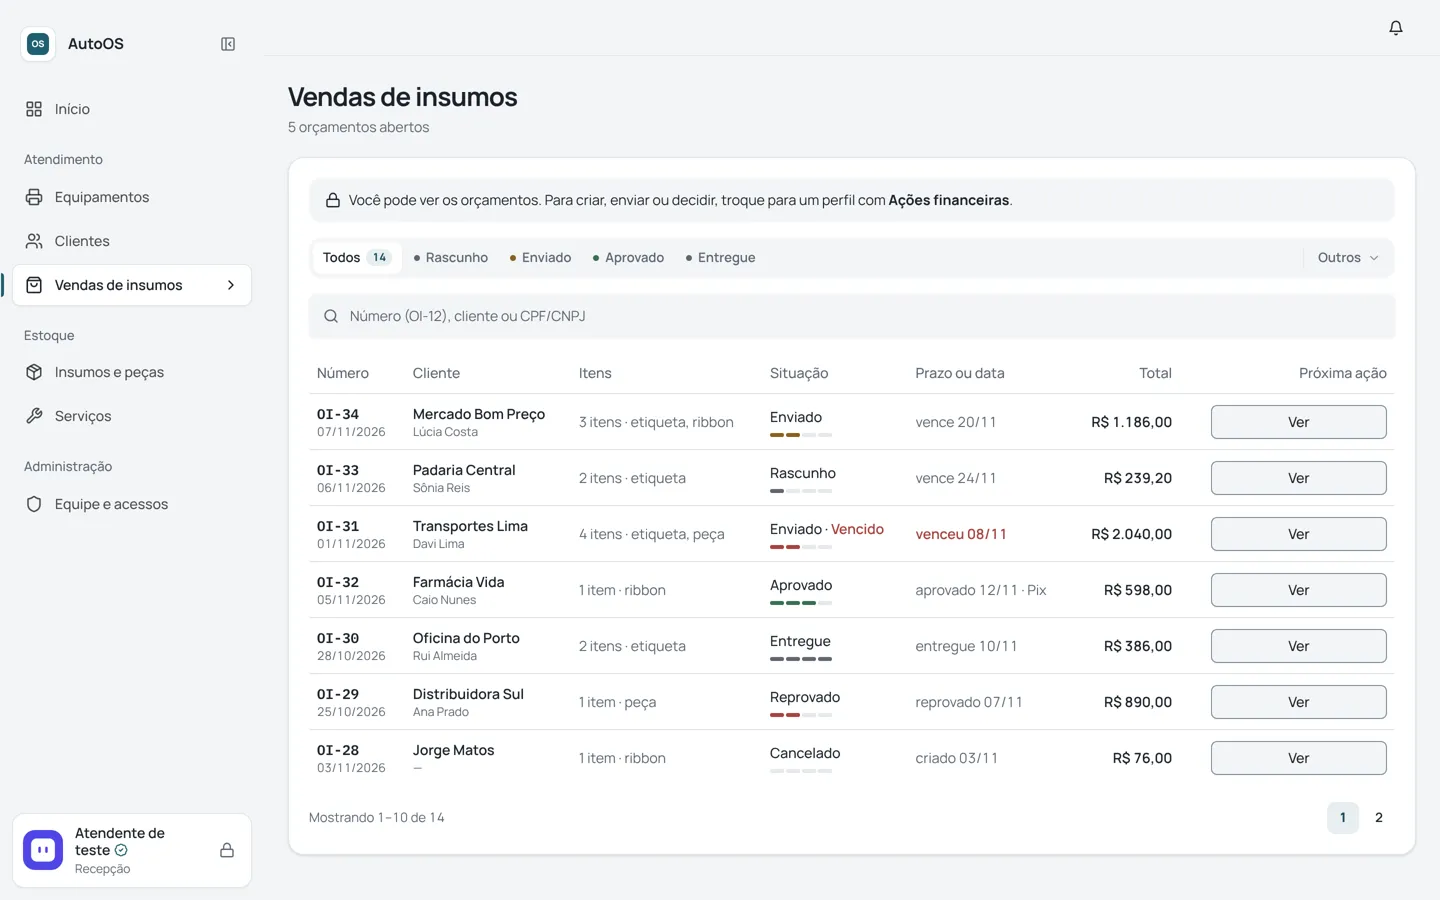 OS AutoOS
Início
Atendimento
Equipamentos
Clientes
Vendas de insumos
Estoque
Insumos e peças
Serviços
Administração
Equipe e acessos
Atendente de
teste
Recepção
Vendas de insumos
5 orçamentos abertos
Você pode ver os orçamentos. Para criar, enviar ou decidir, troque para um perfil com Ações financeiras.
Todos 14 Rascunho Enviado Aprovado Entregue Outros
Número (OI-12), cliente ou CPF/CNPJ
Número Cliente Itens Situação Prazo ou data Total Próxima ação
OI-34 Mercado Bom Preço 3 itens · etiqueta, ribbon Enviado vence 20/11 R$ 1.186,00 Ver
07/11/2026 Lúcia Costa
OI-33 Padaria Central 2 itens · etiqueta Rascunho vence 24/11 R$ 239,20 Ver
06/11/2026 Sônia Reis
OI-31 Transportes Lima 4 itens · etiqueta, peça Enviado · Vencido venceu 08/11 R$ 2.040,00 Ver
01/11/2026 Davi Lima
OI-32 Farmácia Vida 1 item · ribbon Aprovado aprovado 12/11 · Pix R$ 598,00 Ver
05/11/2026 Caio Nunes
OI-30 Oficina do Porto 2 itens · etiqueta Entregue entregue 10/11 R$ 386,00 Ver
28/10/2026 Rui Almeida
OI-29 Distribuidora Sul 1 item · peça Reprovado reprovado 07/11 R$ 890,00 Ver
25/10/2026 Ana Prado
OI-28 Jorge Matos 1 item · ribbon Cancelado criado 03/11 R$ 76,00 Ver
03/11/2026 —
Mostrando 1–10 de 14 1 2